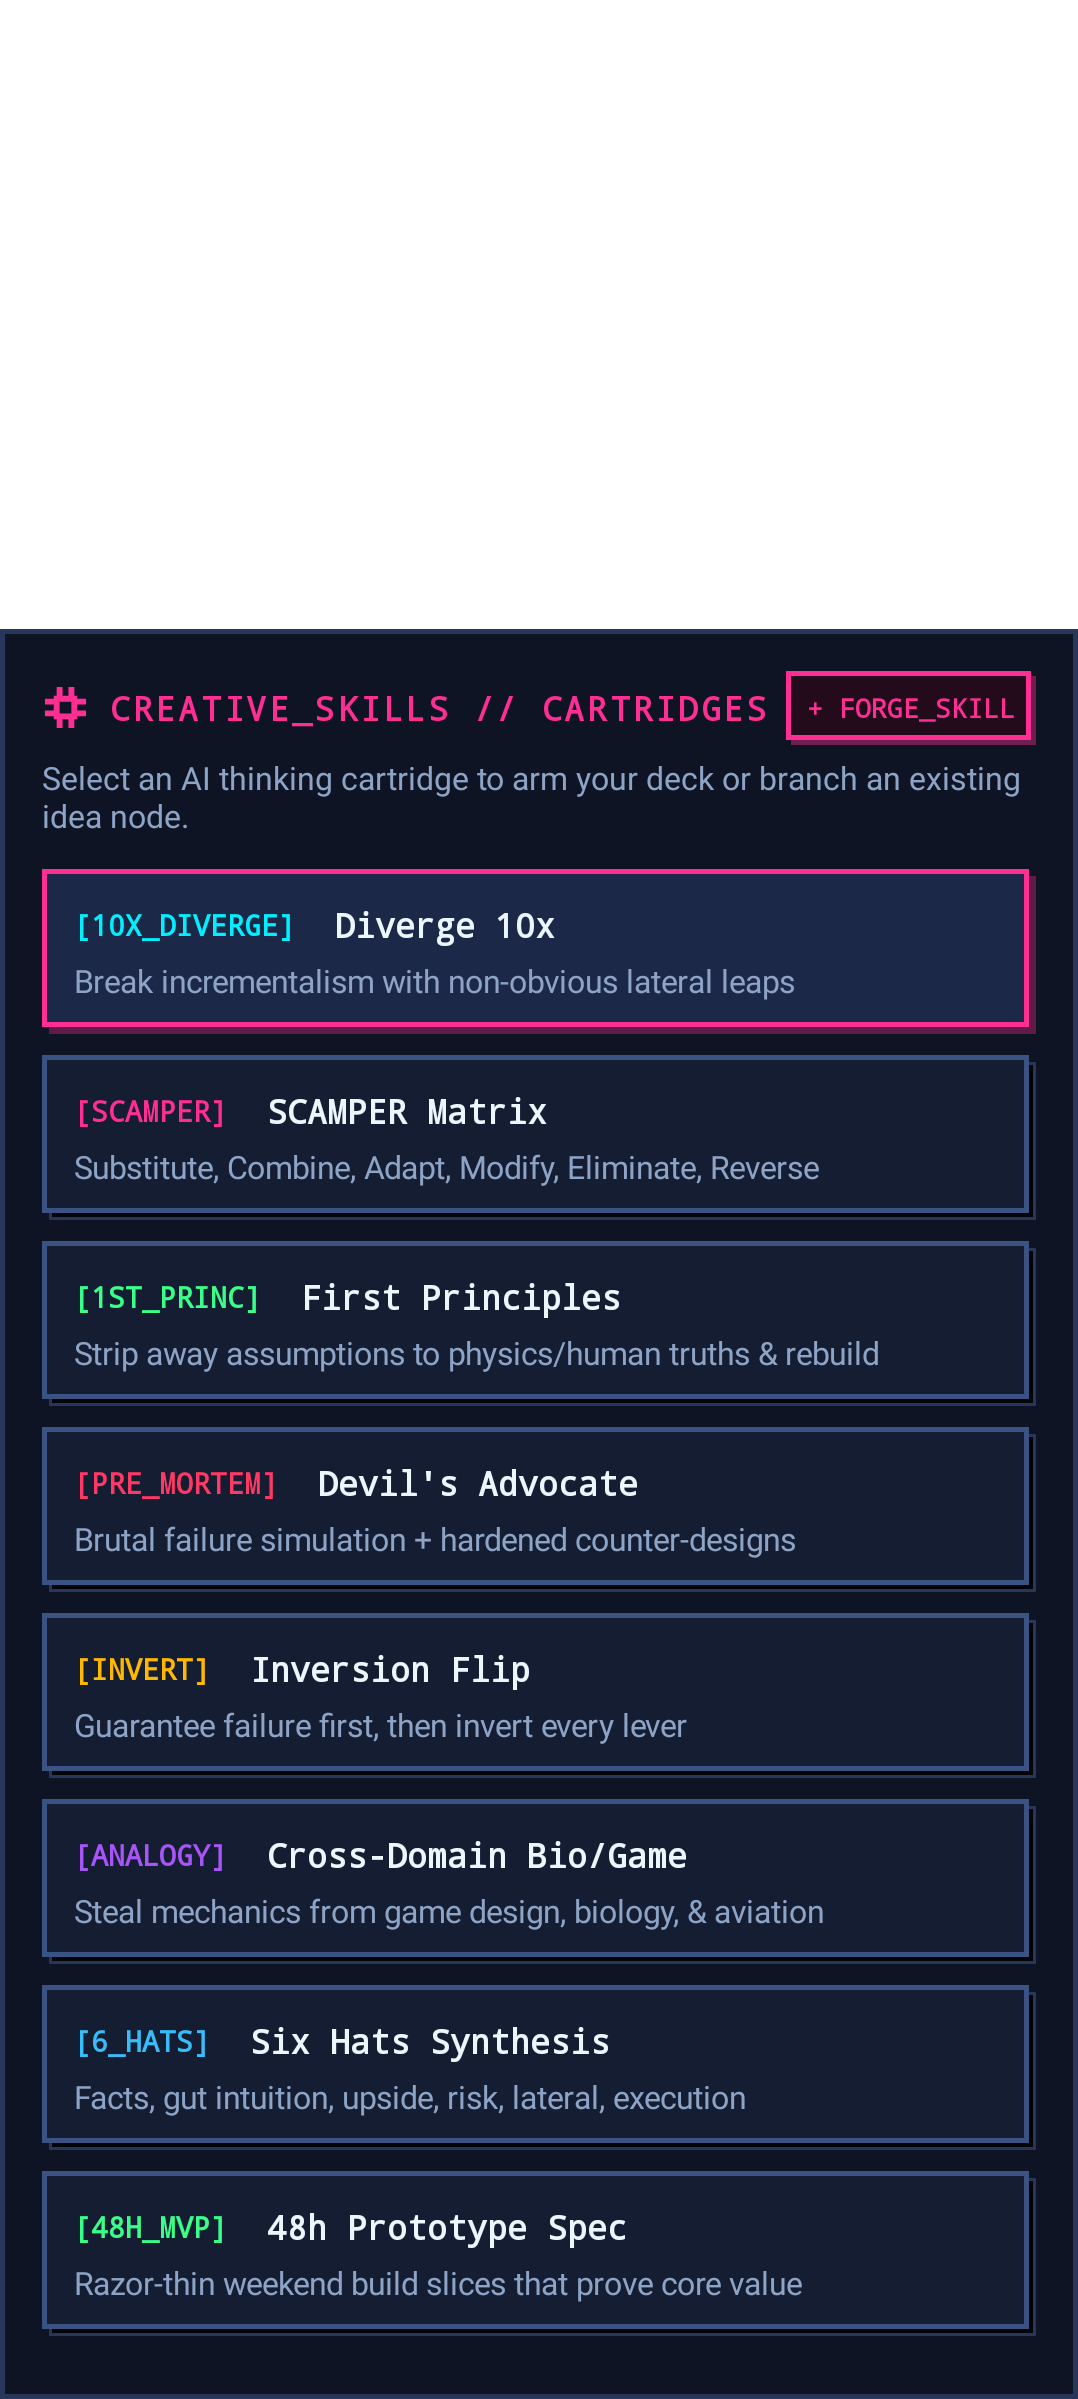 CREATIVE_SKILLS // CARTRIDGES
+ FORGE_SKILL
Select an AI thinking cartridge to arm your deck or branch an existing
idea node.
[10X_DIVERGE] Diverge 10x
Break incrementalism with non-obvious lateral leaps
[SCAMPER] SCAMPER Matrix
Substitute, Combine, Adapt, Modify, Eliminate, Reverse
[1ST_PRINC] First Principles
Strip away assumptions to physics/human truths & rebuild
[PRE_MORTEM] Devil's Advocate
Brutal failure simulation + hardened counter-designs
[INVERT] Inversion Flip
Guarantee failure first, then invert every lever
[ANALOGY] Cross-Domain Bio/Game
Steal mechanics from game design, biology, & aviation
[6_HATS] Six Hats Synthesis
Facts, gut intuition, upside, risk, lateral, execution
[48H_MVP] 48h Prototype Spec
Razor-thin weekend build slices that prove core value